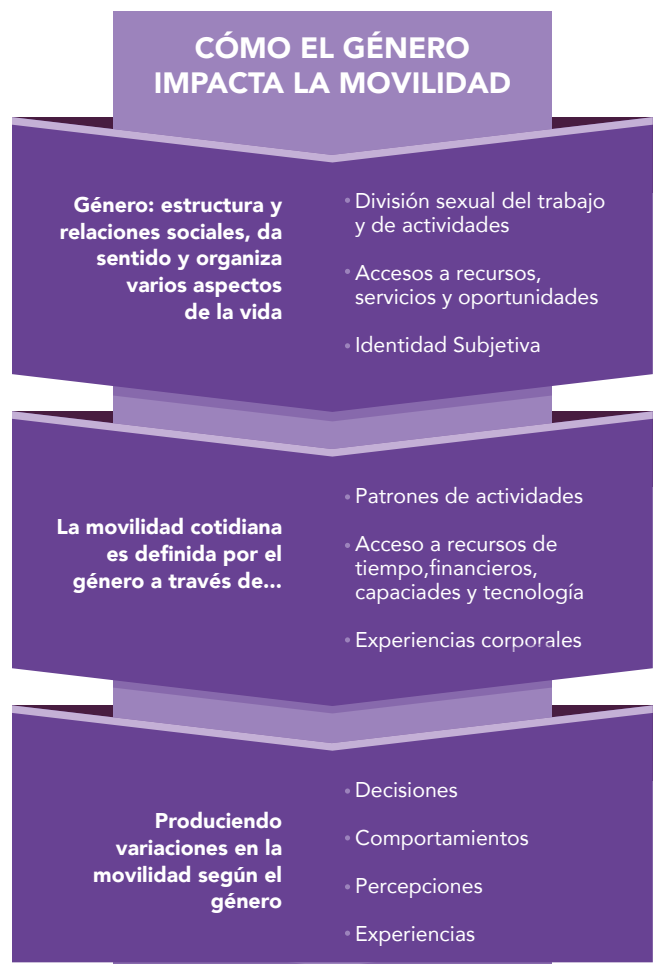 CÓMO EL GÉNERO
IMPACTA LA MOVILIDAD
Género: estructura y
relaciones sociales, da
sentido y organiza
varios aspectos
de la vida
• División sexual del trabajo
y de actividades
• Accesos a recursos,
servicios y oportunidades
• Identidad Subjetiva
La movilidad cotidiana
es definida por el
género a través de...
• Patrones de actividades
• Acceso a recursos de
tiempo,financieros,
capaciades y tecnología
• Experiencias corporales
Produciendo
variaciones en la
movilidad según el
género
• Decisiones
• Comportamientos
• Percepciones
• Experiencias